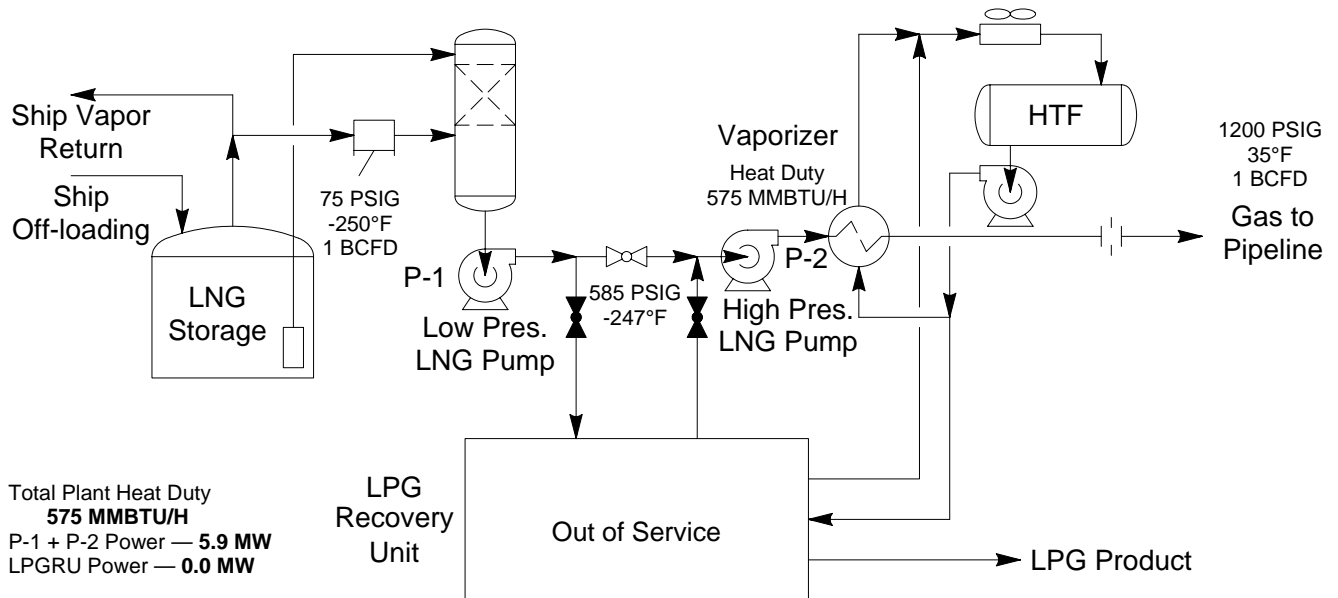 Ship Vapor
Return
Ship
Off-loading
LNG
Storage
75 PSIG
-250°F
1 BCFD
P-1
Low Pres.
LNG Pump
585 PSIG
-247°F
Vaporizer
Heat Duty
575 MMBTU/H
P-2
High Pres.
LNG Pump
HTF
1200 PSIG
35°F
1 BCFD
Gas to
Pipeline
Total Plant Heat Duty
575 MMBTU/H
P-1 + P-2 Power — 5.9 MW
LPGRU Power — 0.0 MW
LPG
Recovery
Unit
Out of Service
LPG Product